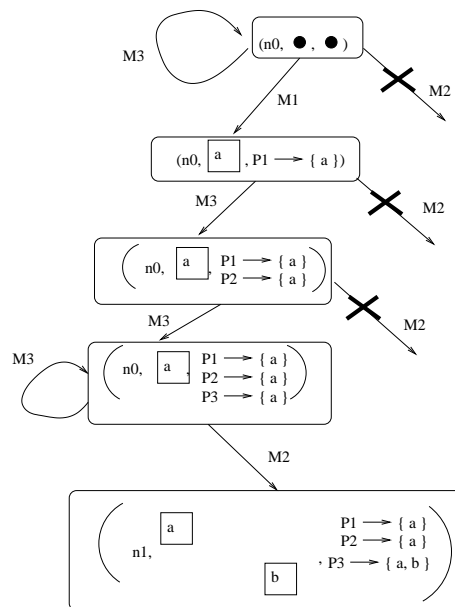 M3
(n0, ●, ●)
M2
M1
(n0, a , P1 → { a })
M3
M2
n0, a , P1 → { a }
P2 → { a }
M3
M2
M3
n0, a , P1 → { a }
P2 → { a }
P3 → { a }
M2
a
P1 → { a }
P2 → { a }
n1, , P3 → { a, b }
b